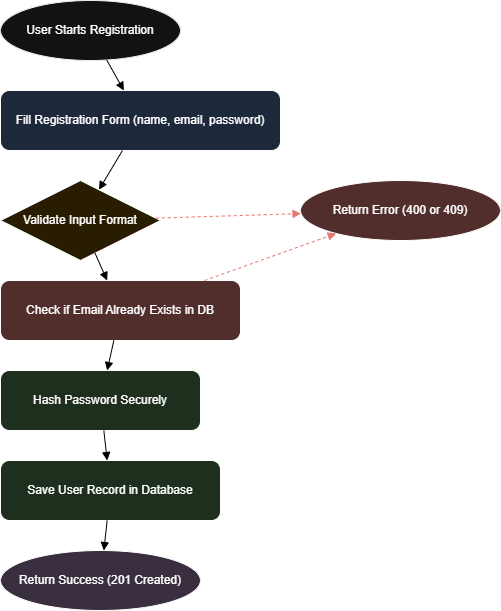 User Starts Registration
Fill Registration Form (name, email, password)
Validate Input Format
Return Error (400 or 409)
Check if Email Already Exists in DB
Hash Password Securely
Save User Record in Database
Return Success (201 Created)